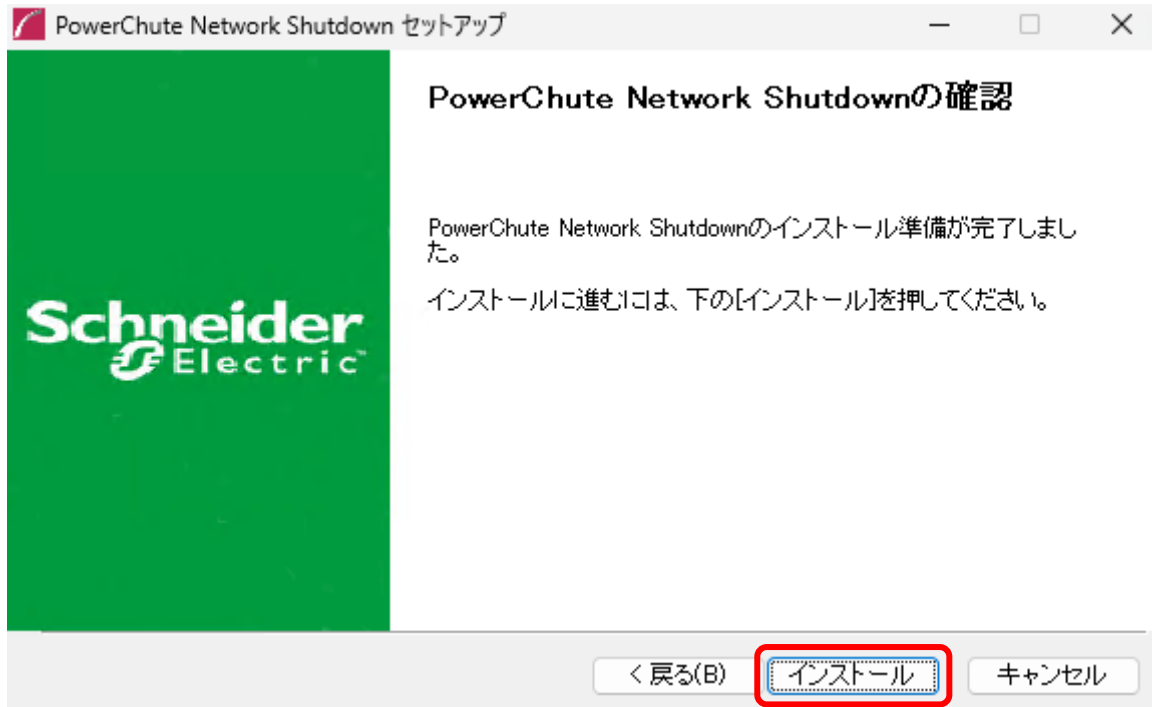 PowerChute Network Shutdown セットアップ
PowerChute Network Shutdownの確認
PowerChute Network Shutdownのインストール準備が完了しまし
た。
インストールに進むには、下の[インストール]を押してください。
Schneider
Electric™
< 戻る(B)
インストール
キャンセル